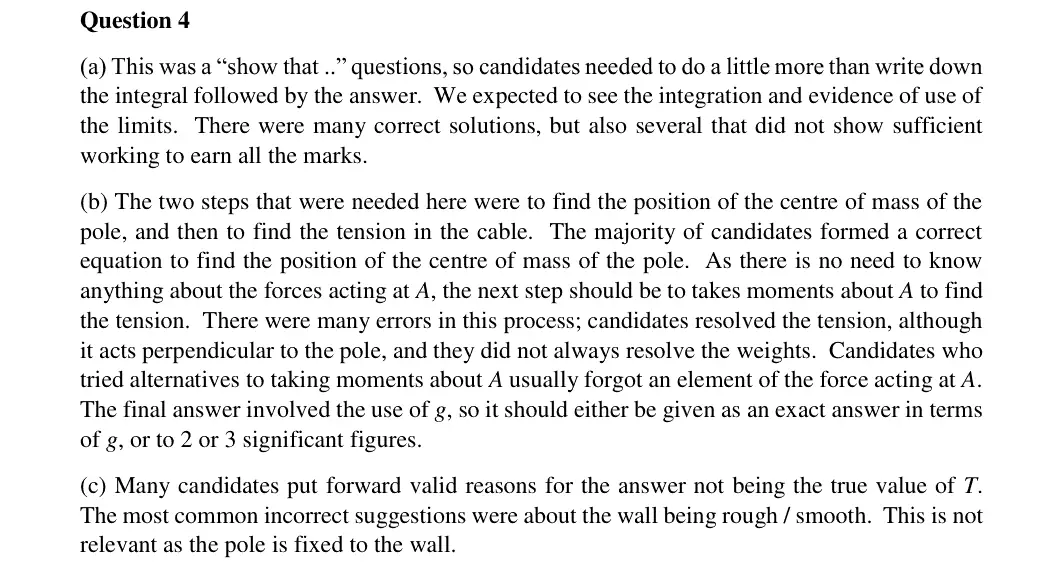 Question 4
(a) This was a “show that ..” questions, so candidates needed to do a little more than write down
the integral followed by the answer.  We expected to see the integration and evidence of use of
the limits.  There were many correct solutions, but also several that did not show sufficient
working to earn all the marks.
(b) The two steps that were needed here were to find the position of the centre of mass of the
pole, and then to find the tension in the cable.  The majority of candidates formed a correct
equation to find the position of the centre of mass of the pole.  As there is no need to know
anything about the forces acting at A, the next step should be to takes moments about A to find
the tension.  There were many errors in this process; candidates resolved the tension, although
it acts perpendicular to the pole, and they did not always resolve the weights.  Candidates who
tried alternatives to taking moments about A usually forgot an element of the force acting at A.
The final answer involved the use of g, so it should either be given as an exact answer in terms
of g, or to 2 or 3 significant figures.
(c) Many candidates put forward valid reasons for the answer not being the true value of T.
The most common incorrect suggestions were about the wall being rough / smooth.  This is not
relevant as the pole is fixed to the wall.